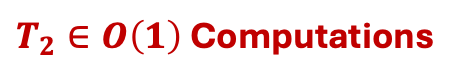 T₂ ∈ O(1) Computations